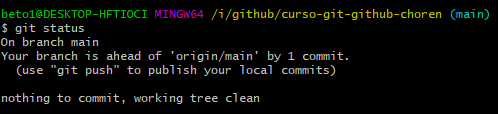 beto1@DESKTOP-HFTIOCI MINGW64 /i/github/curso-git-github-choren (main)
$ git status
On branch main
Your branch is ahead of 'origin/main' by 1 commit.
  (use "git push" to publish your local commits)

nothing to commit, working tree clean